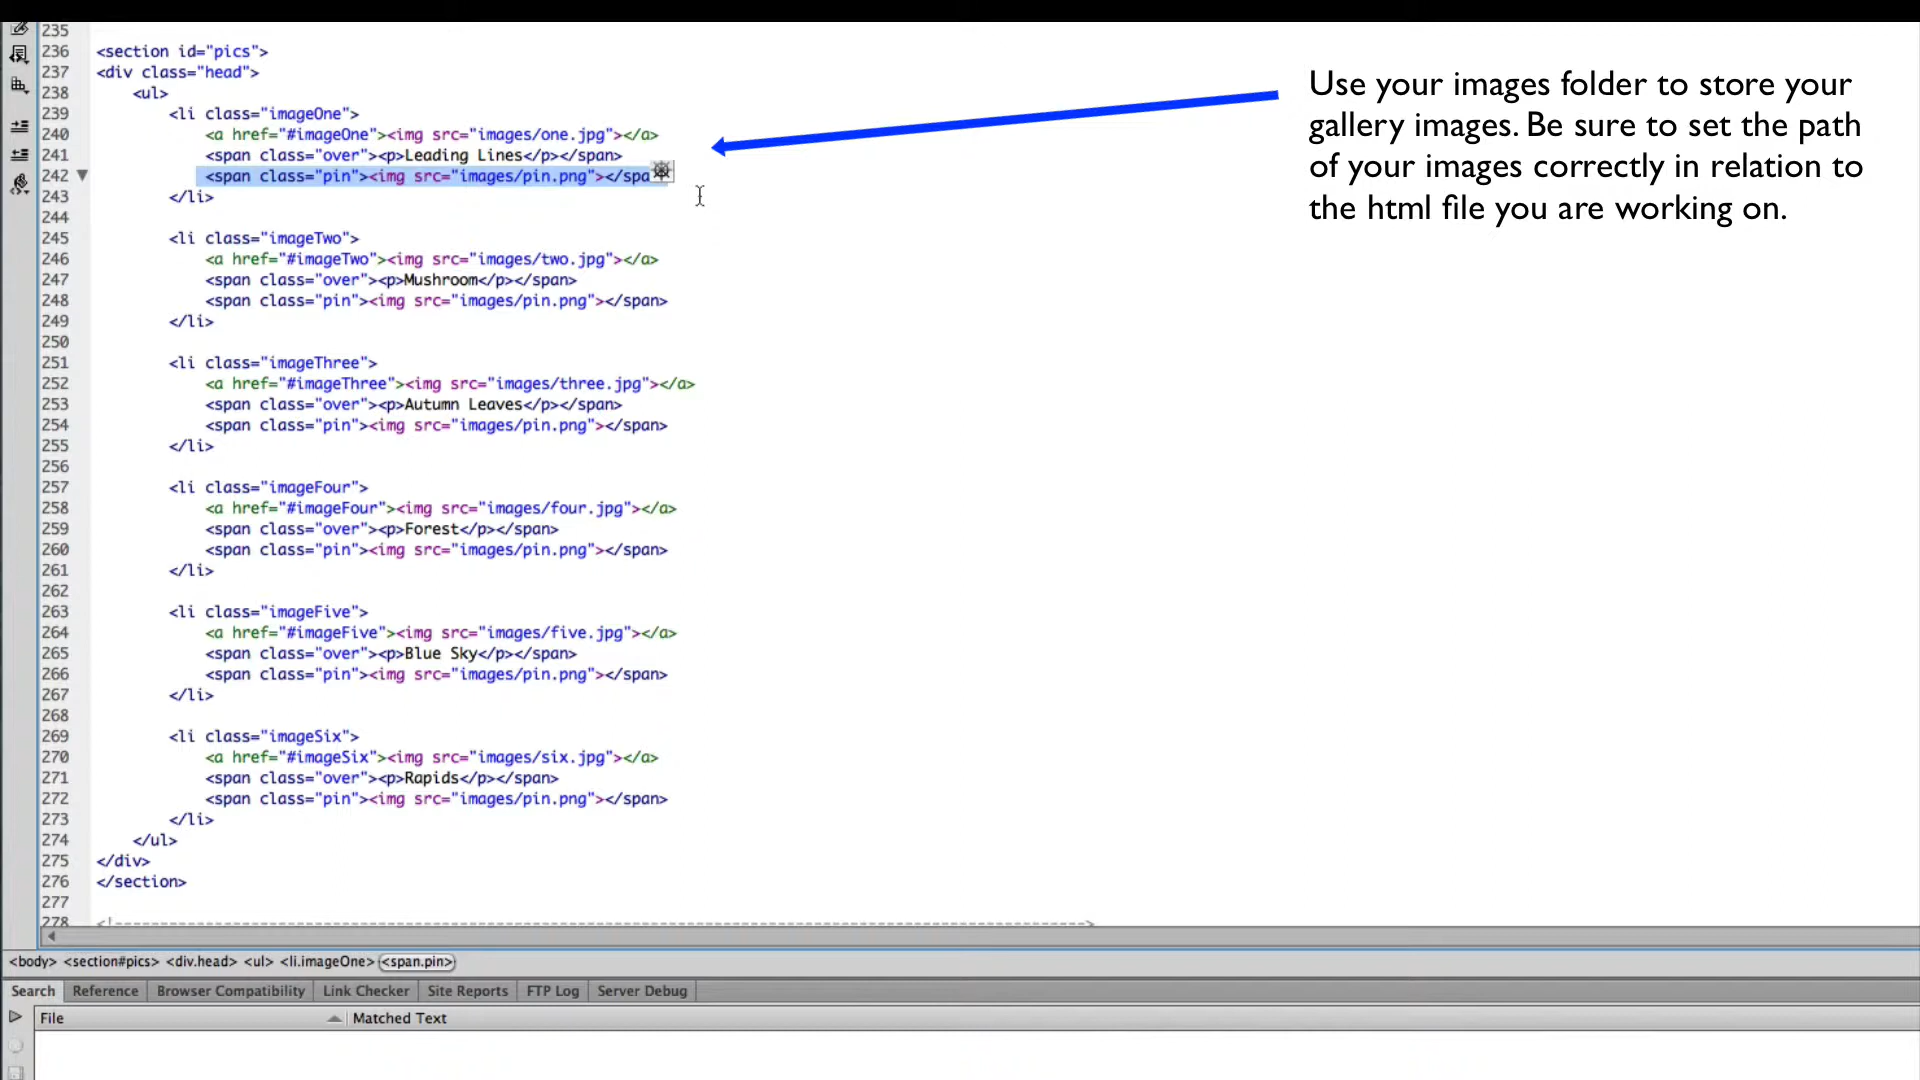 235
236 <section id="pics">
237 <div class="head">
238 <ul>
239 <li class="imageOne">
240 <a href="#imageOne"><img src="images/one.jpg"></a>
241 <span class="over"><p>Leading Lines</p></span>
242 <span class="pin"><img src="images/pin.png"></spa
243 </li>
244
245 <li class="imageTwo">
246 <a href="#imageTwo"><img src="images/two.jpg"></a>
247 <span class="over"><p>Mushroom</p></span>
248 <span class="pin"><img src="images/pin.png"></span>
249 </li>
250
251 <li class="imageThree">
252 <a href="#imageThree"><img src="images/three.jpg"></a>
253 <span class="over"><p>Autumn Leaves</p></span>
254 <span class="pin"><img src="images/pin.png"></span>
255 </li>
256
257 <li class="imageFour">
258 <a href="#imageFour"><img src="images/four.jpg"></a>
259 <span class="over"><p>Forest</p></span>
260 <span class="pin"><img src="images/pin.png"></span>
261 </li>
262
263 <li class="imageFive">
264 <a href="#imageFive"><img src="images/five.jpg"></a>
265 <span class="over"><p>Blue Sky</p></span>
266 <span class="pin"><img src="images/pin.png"></span>
267 </li>
268
269 <li class="imageSix">
270 <a href="#imageSix"><img src="images/six.jpg"></a>
271 <span class="over"><p>Rapids</p></span>
272 <span class="pin"><img src="images/pin.png"></span>
273 </li>
274 </ul>
275 </div>
276 </section>
277
278 <!------------------------------------------------------------>
Use your images folder to store your
gallery images. Be sure to set the path
of your images correctly in relation to
the html file you are working on.
<body> <section#pics> <div.head> <ul> <li.imageOne> <span.pin>
Search Reference Browser Compatibility Link Checker Site Reports FTP Log Server Debug
File Matched Text